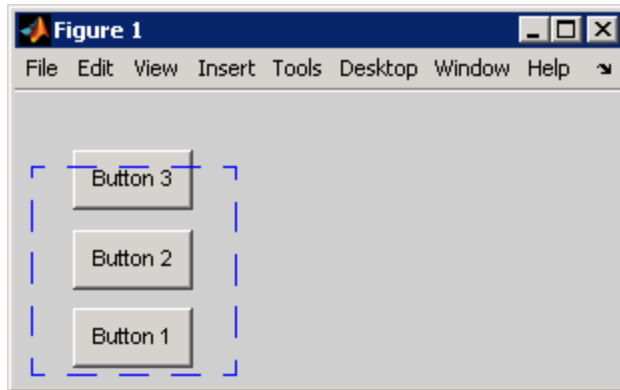 Figure 1
File Edit View Insert Tools Desktop Window Help
Button 3
Button 2
Button 1